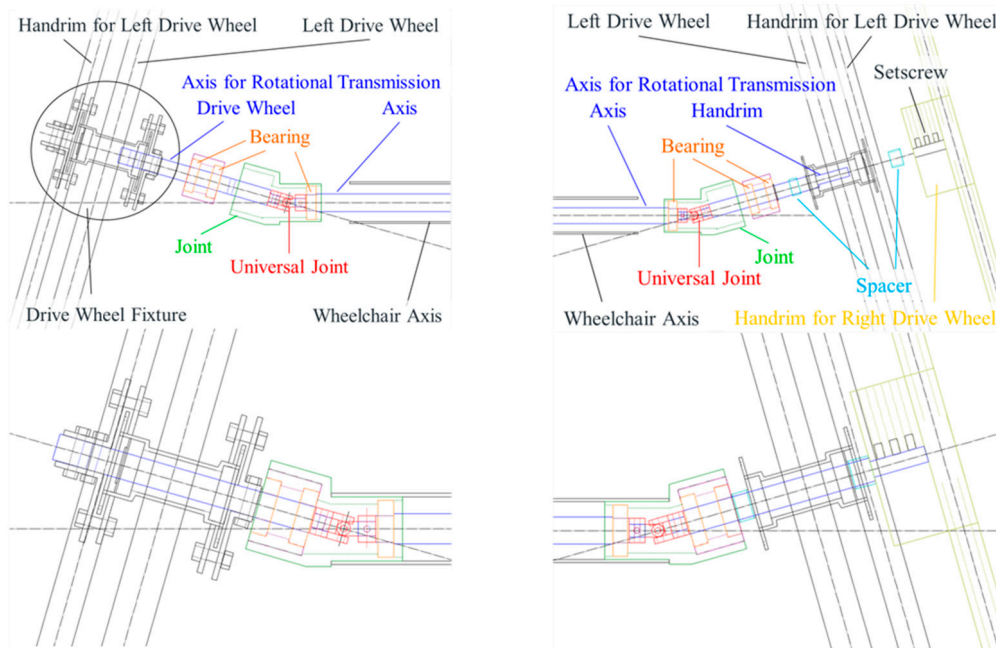 Handrim for Left Drive Wheel
Left Drive Wheel
Axis for Rotational Transmission
Drive Wheel
Axis
Bearing
Joint
Universal Joint
Drive Wheel Fixture
Wheelchair Axis
Left Drive Wheel
Handrim for Left Drive Wheel
Setscrew
Axis for Rotational Transmission
Axis
Handrim
Bearing
Joint
Universal Joint
Spacer
Wheelchair Axis
Handrim for Right Drive Wheel